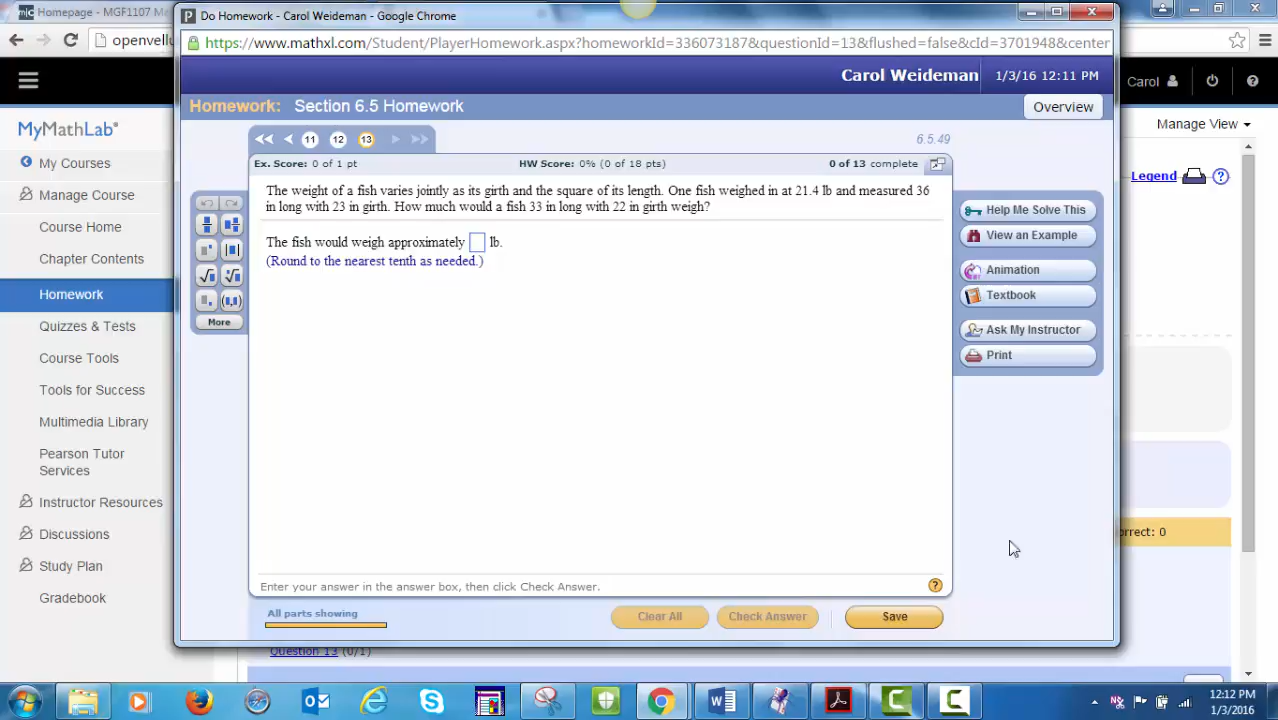 Homepage - MGF1107 Math
Do Homework - Carol Weideman - Google Chrome
openvellu
https://www.mathxl.com/Student/PlayerHomework.aspx?homeworkId=336073187&questionId=13&flushed=false&cId=3701948&center
Carol Weideman 1/3/16 12:11 PM
Carol
Homework: Section 6.5 Homework
Overview
MyMathLab®
Manage View
11 12 13
6.5.49
My Courses
Ex. Score: 0 of 1 pt HW Score: 0% (0 of 18 pts) 0 of 13 complete
Legend
Manage Course
The weight of a fish varies jointly as its girth and the square of its length. One fish weighed in at 21.4 lb and measured 36
in long with 23 in girth. How much would a fish 33 in long with 22 in girth weigh?
Help Me Solve This
Course Home
View an Example
The fish would weigh approximately lb.
(Round to the nearest tenth as needed.)
Chapter Contents
Animation
Homework
Textbook
More
Quizzes & Tests
Ask My Instructor
Course Tools
Print
Tools for Success
Multimedia Library
Pearson Tutor
Services
Instructor Resources
Discussions
orrect: 0
Study Plan
Enter your answer in the answer box, then click Check Answer.
Gradebook
All parts showing
Clear All Check Answer Save
Question 13 (0/1)
12:12 PM
1/3/2016